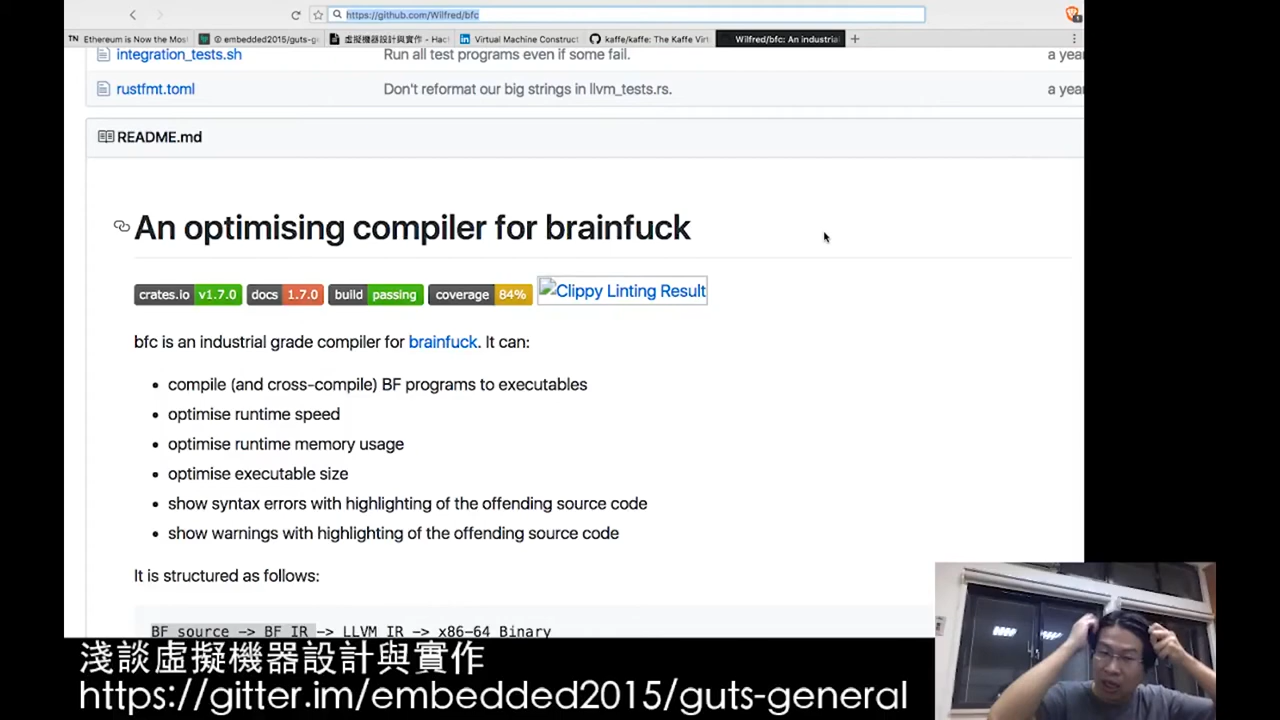 https://github.com/Wilfred/bfc
TN Ethereum is Now the Mos
embedded2015/guts-g
虛擬機器設計與實作 - Hac
Virtual Machine Construct
kaffe/kaffe: The Kaffe Virt
Wilfred/bfc: An industrial
integration_tests.sh Run all test programs even if some fail. a yea
rustfmt.toml Don't reformat our big strings in llvm_tests.rs. a yea
README.md
An optimising compiler for brainfuck
crates.io v1.7.0 docs 1.7.0 build passing coverage 84% Clippy Linting Result
bfc is an industrial grade compiler for brainfuck. It can:
• compile (and cross-compile) BF programs to executables
• optimise runtime speed
• optimise runtime memory usage
• optimise executable size
• show syntax errors with highlighting of the offending source code
• show warnings with highlighting of the offending source code
It is structured as follows:
BF source -> BF IR -> LLVM IR -> x86-64 Binary
淺談虛擬機器設計與實作
https://gitter.im/embedded2015/guts-general